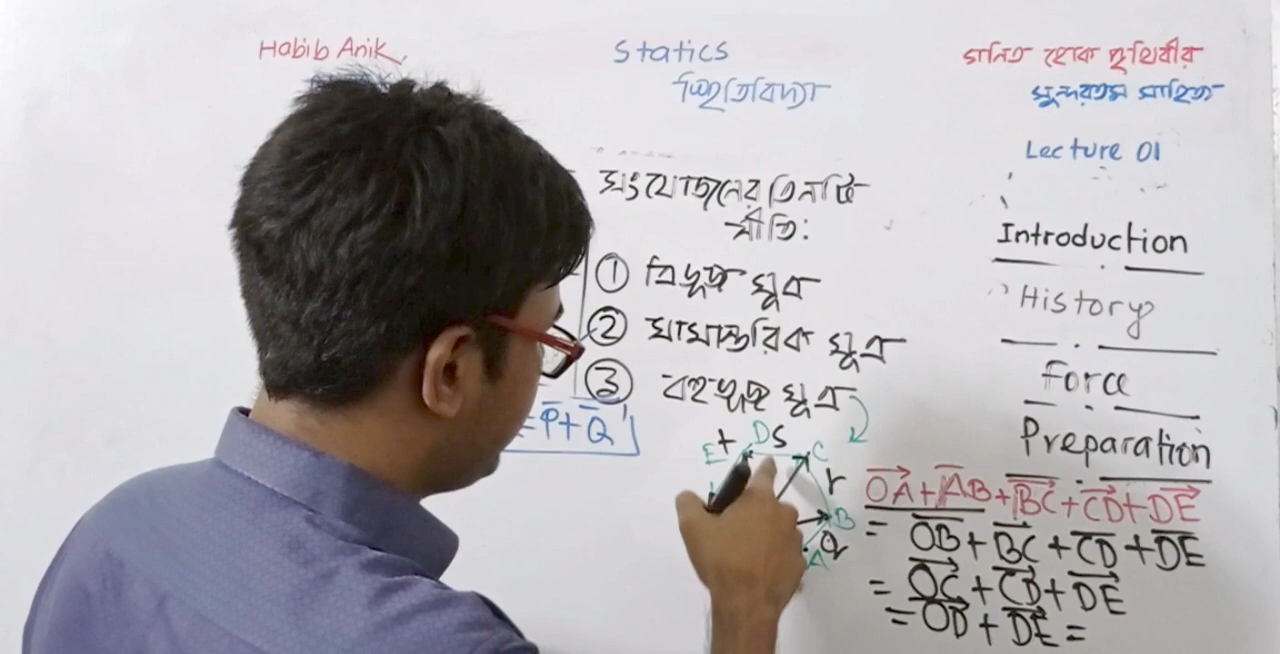 Habib Anik
Statics
স্থিতিবিদ্যা
গনিত হোক পৃথিবীর
সুন্দরতম সাহিত্য
Lecture 01
সংযোজনের তিনটি
নীতি:
① ত্রিভুজ সুত্র
② সামান্তরিক সুত্র
③ বহুভুজ সুত্র
= P̅ + Q̅
E t D S C
r
B
Q
A
Introduction
History
Force
Preparation
OA + AB + BC + CD + DE
= OB + BC + CD + DE
= OC + CD + DE
= OD + DE =